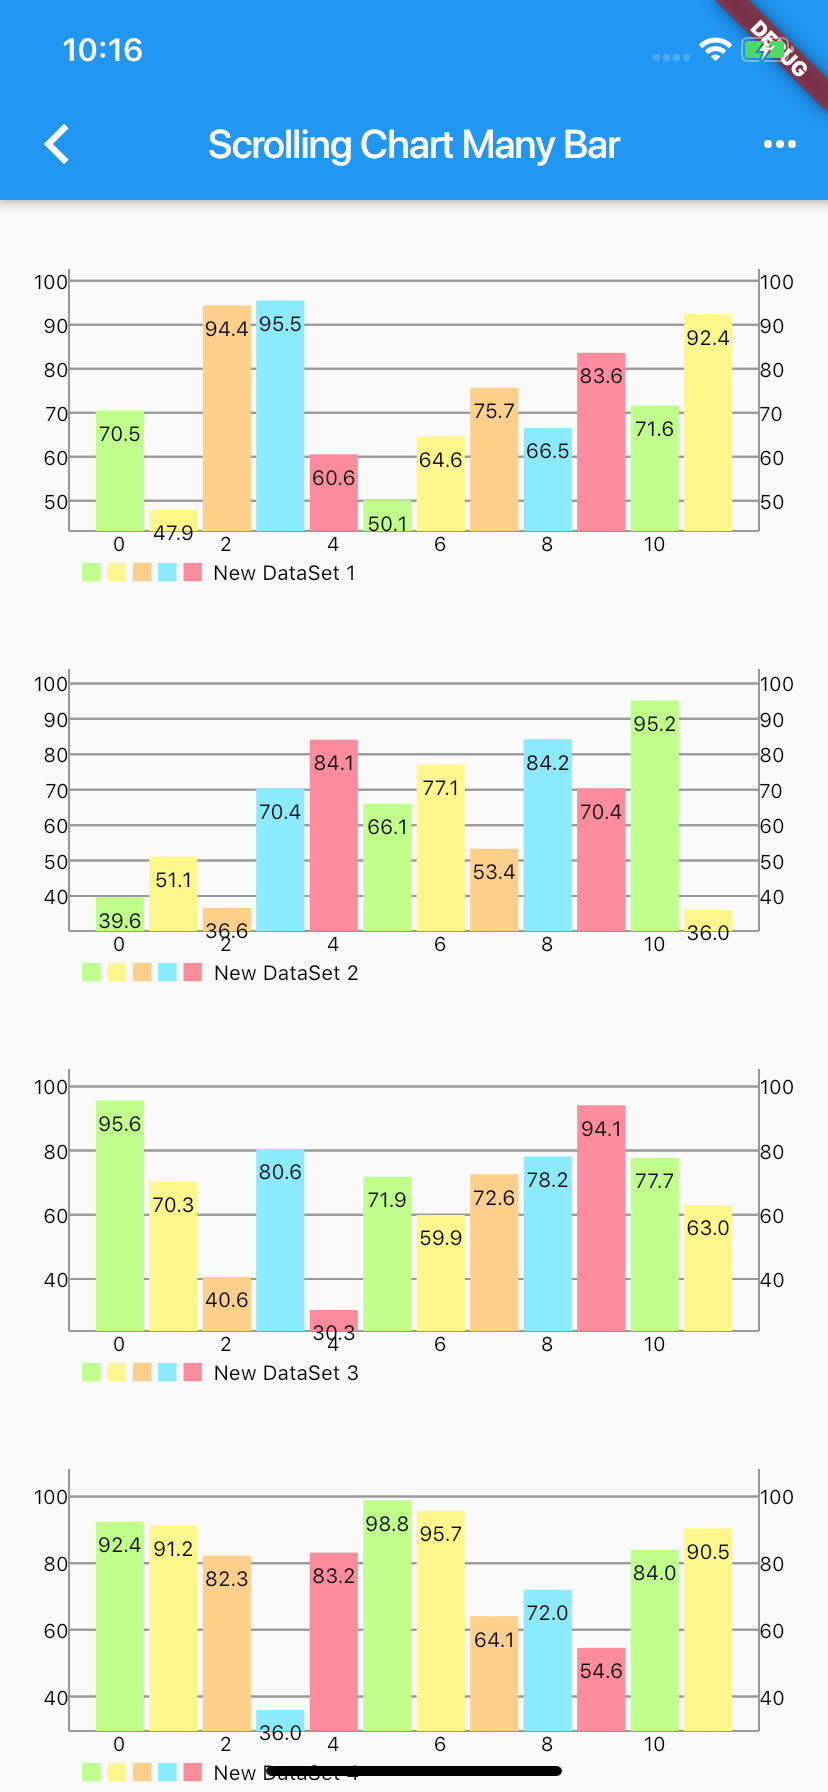 10:16
DEBUG
Scrolling Chart Many Bar
100 100
90 94.4 95.5 92.4 90
80 83.6 80
70 70.5 75.7 71.6 70
60 60.6 64.6 66.5 60
50 47.9 50.1 50
0 2 4 6 8 10
New DataSet 1
100 100
90 95.2 90
80 84.1 77.1 84.2 80
70 70.4 70.4 70
60 66.1 60
50 51.1 53.4 50
40 39.6 36.6 36.0 40
0 2 4 6 8 10
New DataSet 2
100 95.6 94.1 100
80 80.6 78.2 77.7 80
60 70.3 71.9 59.9 72.6 63.0 60
40 40.6 30.3 40
0 2 4 6 8 10
New DataSet 3
100 98.8 95.7 100
80 92.4 91.2 82.3 83.2 84.0 90.5 80
60 64.1 72.0 54.6 60
40 36.0 40
0 2 4 6 8 10
New DataSet 4